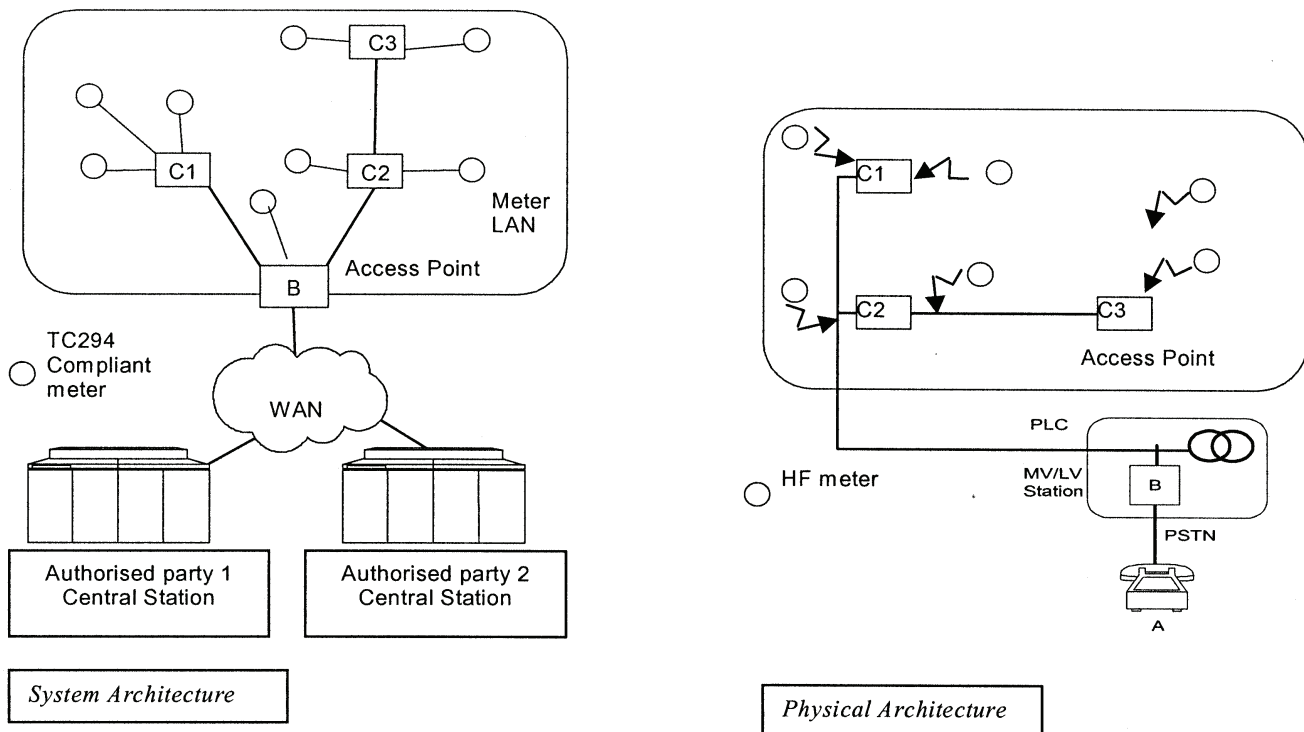 C3
C1
C2
Meter
LAN
Access Point
B
TC294
Compliant
meter
WAN
Authorised party 1
Central Station
Authorised party 2
Central Station
System Architecture
C1
C2
C3
Access Point
PLC
HF meter
MV/LV
Station
B
PSTN
A
Physical Architecture